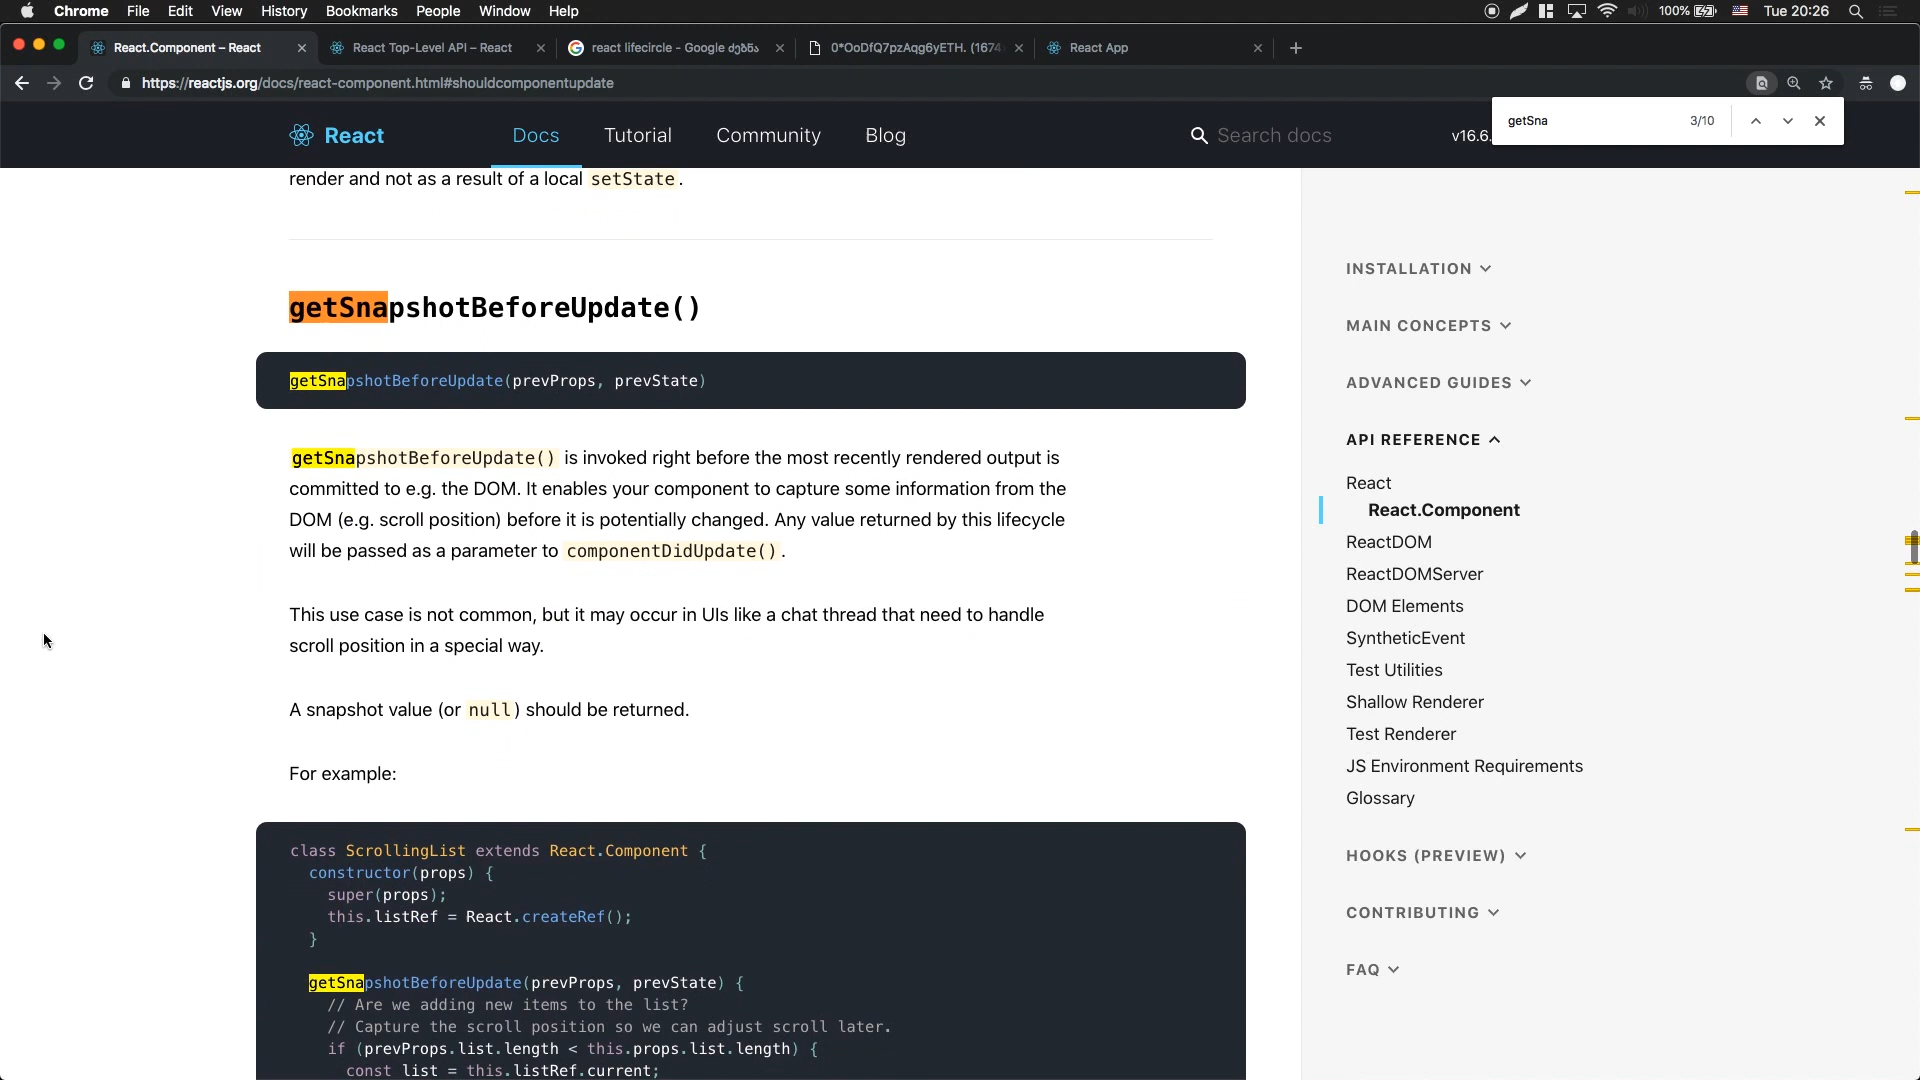 Chrome File Edit View History Bookmarks People Window Help 100% Tue 20:26
React.Component – React React Top-Level API – React react lifecircle - Google ძებნა 0*OoDfQ7pzAqg6yETH. (1674 React App
https://reactjs.org/docs/react-component.html#shouldcomponentupdate
getSna 3/10
React Docs Tutorial Community Blog Search docs v16.6.
render and not as a result of a local setState.
getSnapshotBeforeUpdate()
getSnapshotBeforeUpdate(prevProps, prevState)
getSnapshotBeforeUpdate() is invoked right before the most recently rendered output is
committed to e.g. the DOM. It enables your component to capture some information from the
DOM (e.g. scroll position) before it is potentially changed. Any value returned by this lifecycle
will be passed as a parameter to componentDidUpdate().
This use case is not common, but it may occur in UIs like a chat thread that need to handle
scroll position in a special way.
A snapshot value (or null) should be returned.
For example:
class ScrollingList extends React.Component {
constructor(props) {
super(props);
this.listRef = React.createRef();
}
getSnapshotBeforeUpdate(prevProps, prevState) {
// Are we adding new items to the list?
// Capture the scroll position so we can adjust scroll later.
if (prevProps.list.length < this.props.list.length) {
const list = this.listRef.current;
INSTALLATION
MAIN CONCEPTS
ADVANCED GUIDES
API REFERENCE
React
React.Component
ReactDOM
ReactDOMServer
DOM Elements
SyntheticEvent
Test Utilities
Shallow Renderer
Test Renderer
JS Environment Requirements
Glossary
HOOKS (PREVIEW)
CONTRIBUTING
FAQ